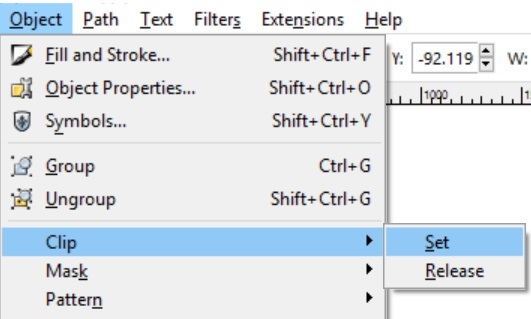 Object Path Text Filters Extensions Help
Fill and Stroke... Shift+Ctrl+F Y: -92.119 W:
Object Properties... Shift+Ctrl+O
Symbols... Shift+Ctrl+Y
Group Ctrl+G
Ungroup Shift+Ctrl+G
Clip Set
Mask Release
Pattern